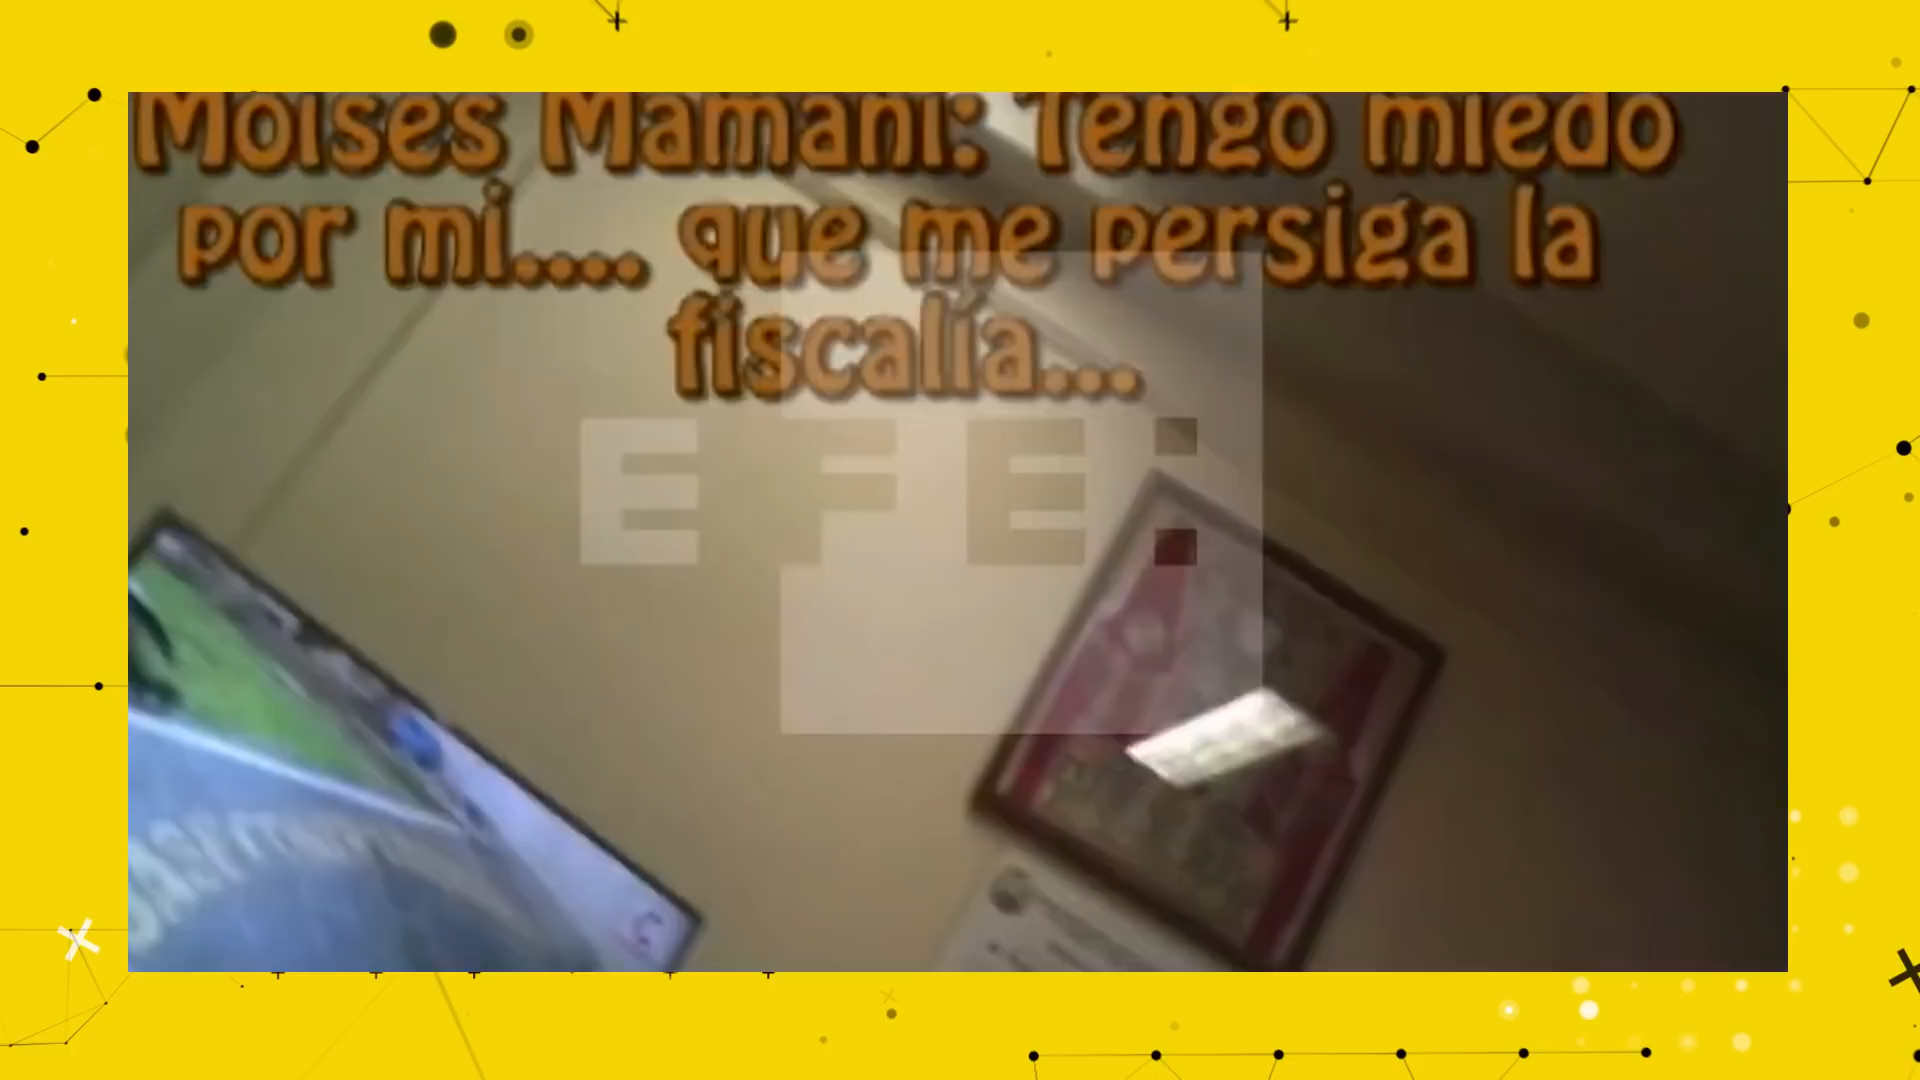 Moises Mamani: Tengo miedo
por mi.... que me persiga la
fiscalía....
EFE: